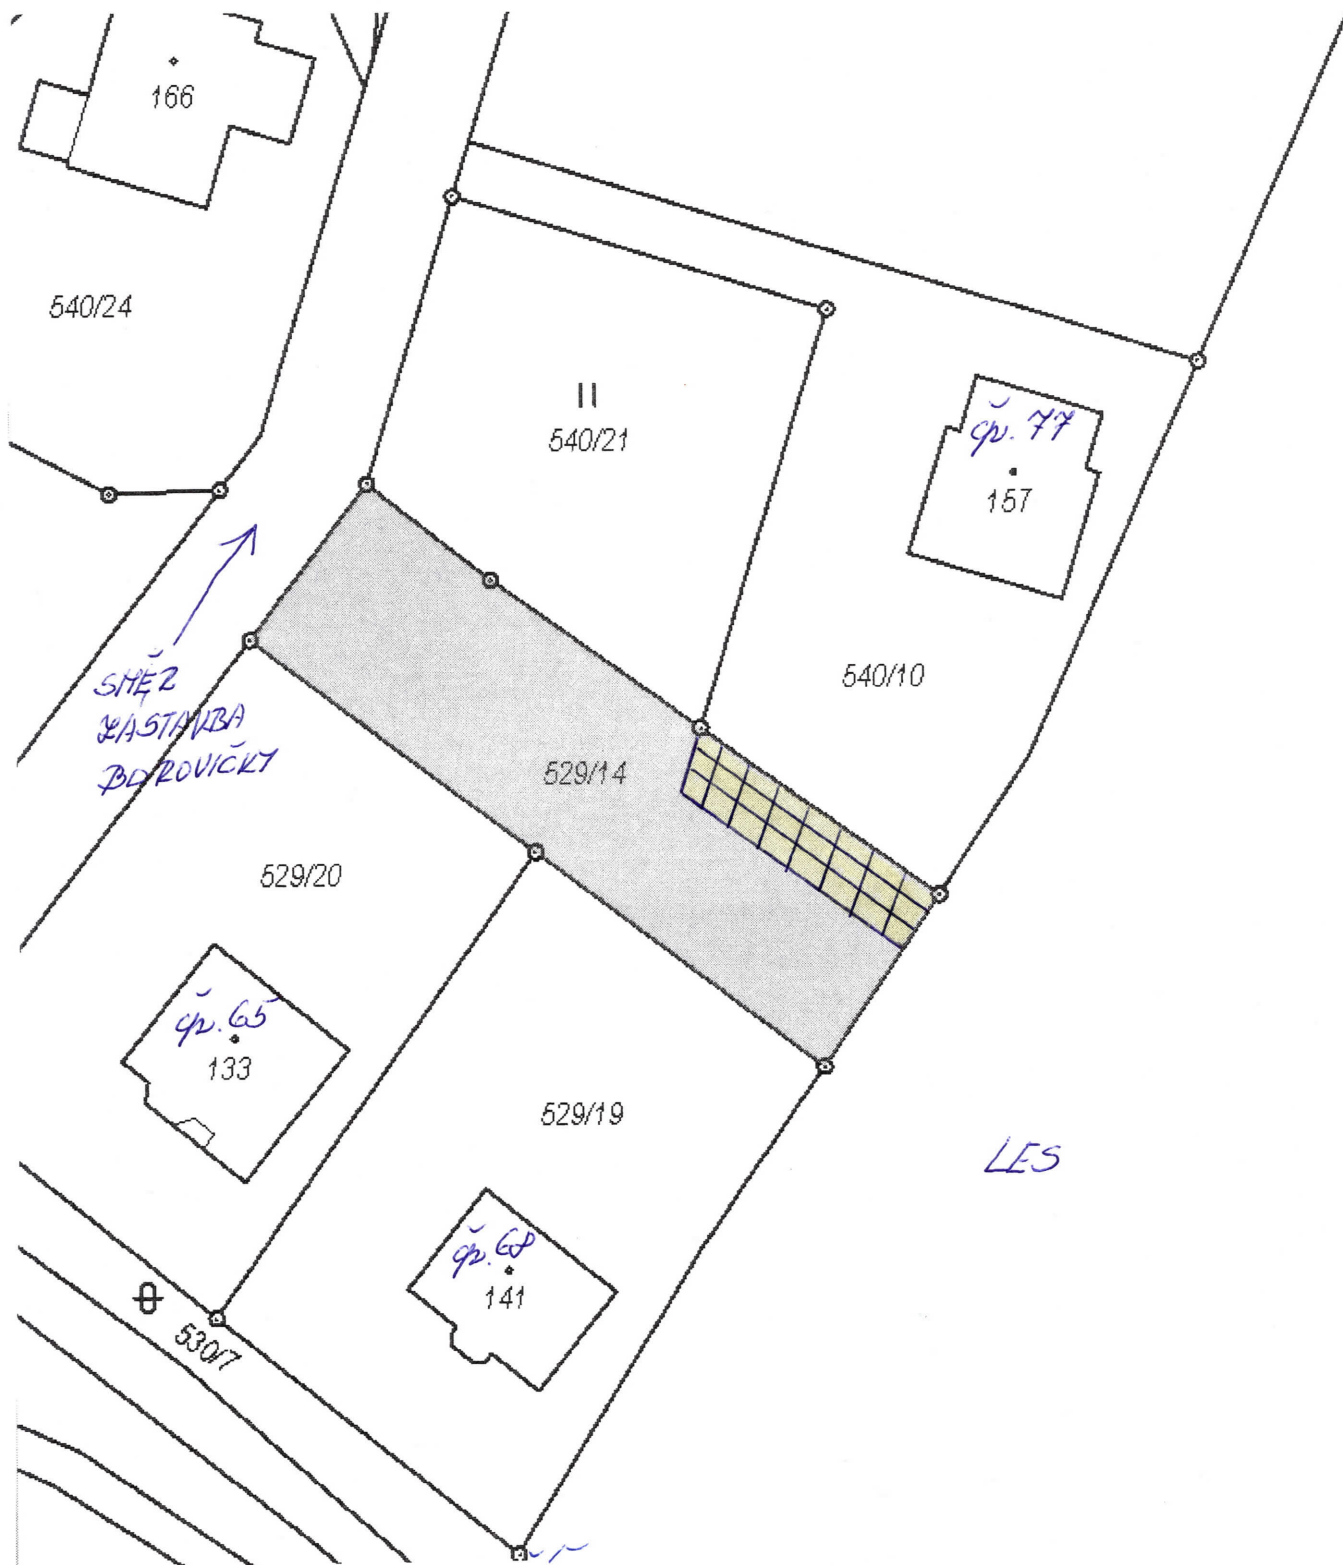 166
540/24
II
540/21
čp. 77
157
SMĚR
ZÁSTAVBA
BOROVIČKY
540/10
529/14
529/20
čp. 65
133
529/19
LES
čp. 68
141
530/7